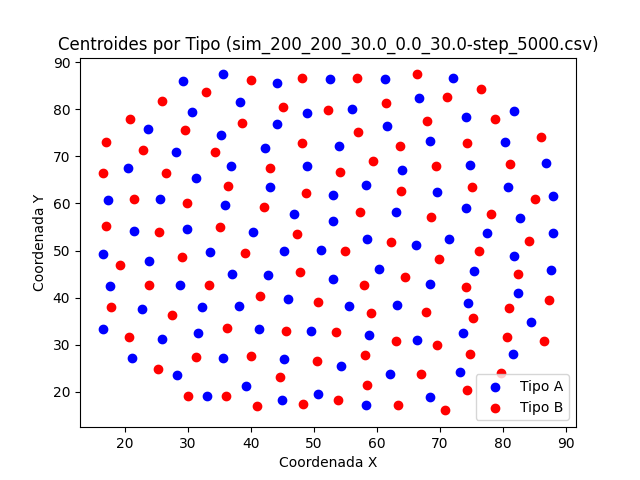 Centroides por Tipo (sim_200_200_30.0_0.0_30.0-step_5000.csv)
90
80
70
60
50
40
30
20
Coordenada Y
20 30 40 50 60 70 80 90
Coordenada X
Tipo A
Tipo B